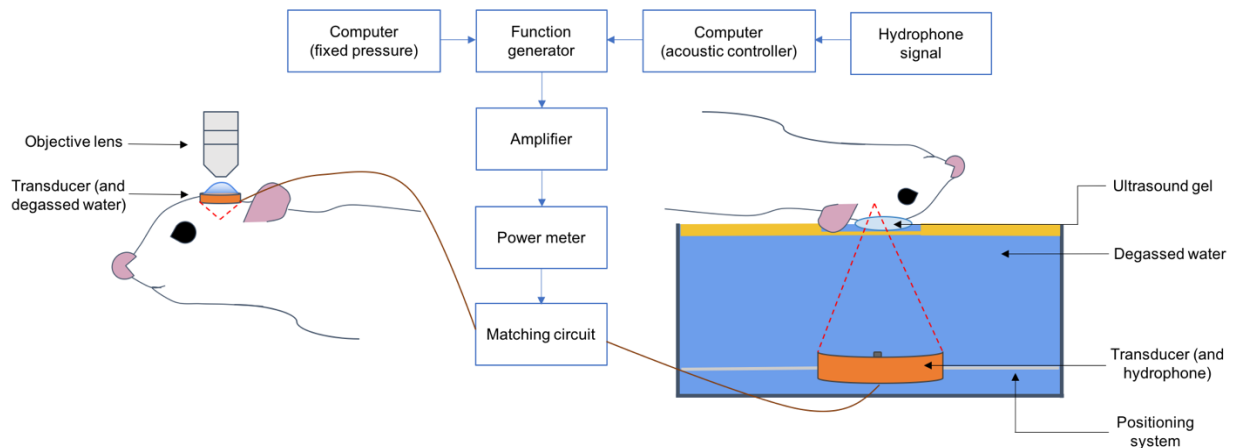 Computer
(fixed pressure)
Function
generator
Computer
(acoustic controller)
Hydrophone
signal
Amplifier
Objective lens
Transducer (and
degassed water)
Ultrasound gel
Power meter
Degassed water
Matching circuit
Transducer (and
hydrophone)
Positioning
system